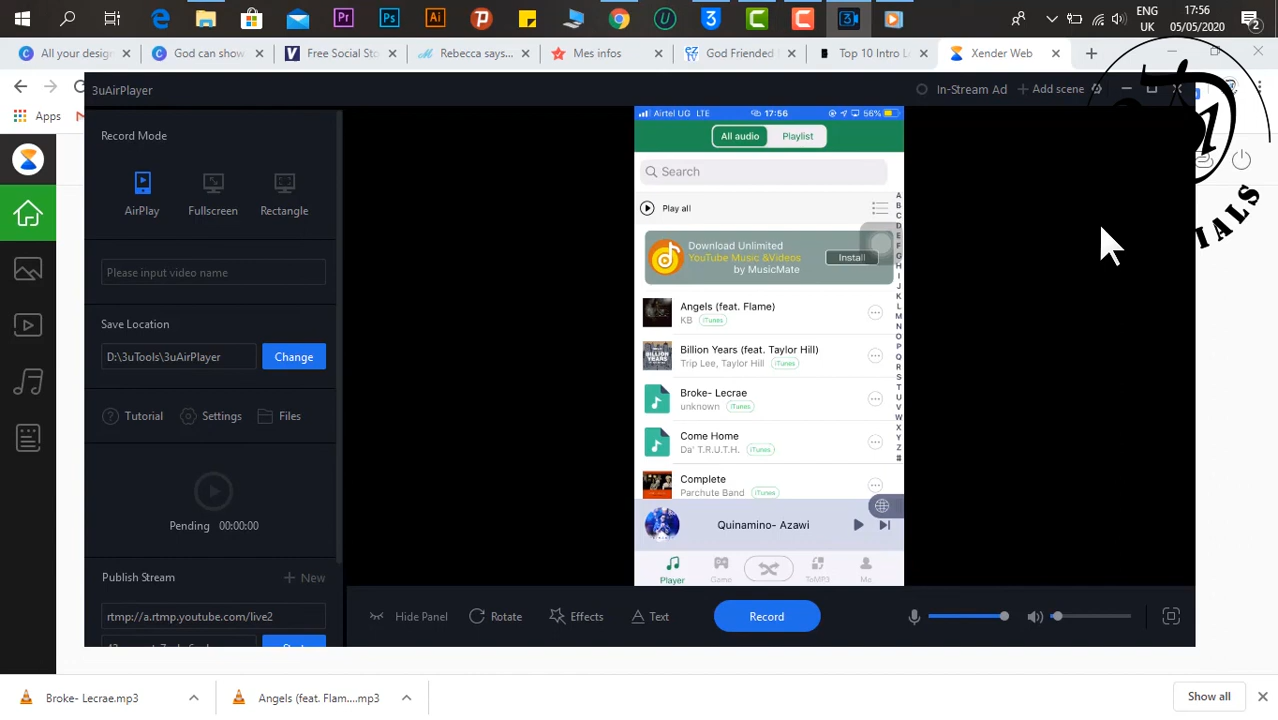 ENG
17:56
UK
05/05/2020
2
All your desig
God can show
Free Social Sto
Rebecca says...
Mes infos
God Friended
Top 10 Intro L
Xender Web
Apps
3uAirPlayer
In-Stream Ad
Add scene
Record Mode
AirPlay
Fullscreen
Rectangle
Please input video name
Save Location
D:\3uTools\3uAirPlayer
Change
Tutorial
Settings
Files
Pending 00:00:00
Publish Stream
New
rtmp://a.rtmp.youtube.com/live2
Airtel UG LTE
17:56
56%
All audio
Playlist
Search
Play all
Download Unlimited
YouTube Music &Videos
by MusicMate
Install
Angels (feat. Flame)
KB
iTunes
Billion Years (feat. Taylor Hill)
Trip Lee, Taylor Hill
iTunes
Broke- Lecrae
unknown
iTunes
Come Home
Da' T.R.U.T.H.
iTunes
Complete
Parchute Band
iTunes
A
B
C
D
E
F
G
H
I
J
K
L
M
N
O
P
Q
R
S
T
U
V
W
X
Y
Z
#
Quinamino- Azawi
Player
ToMP3
Hide Panel
Rotate
Effects
Text
Record
Broke- Lecrae.mp3
Angels (feat. Flam....mp3
Show all